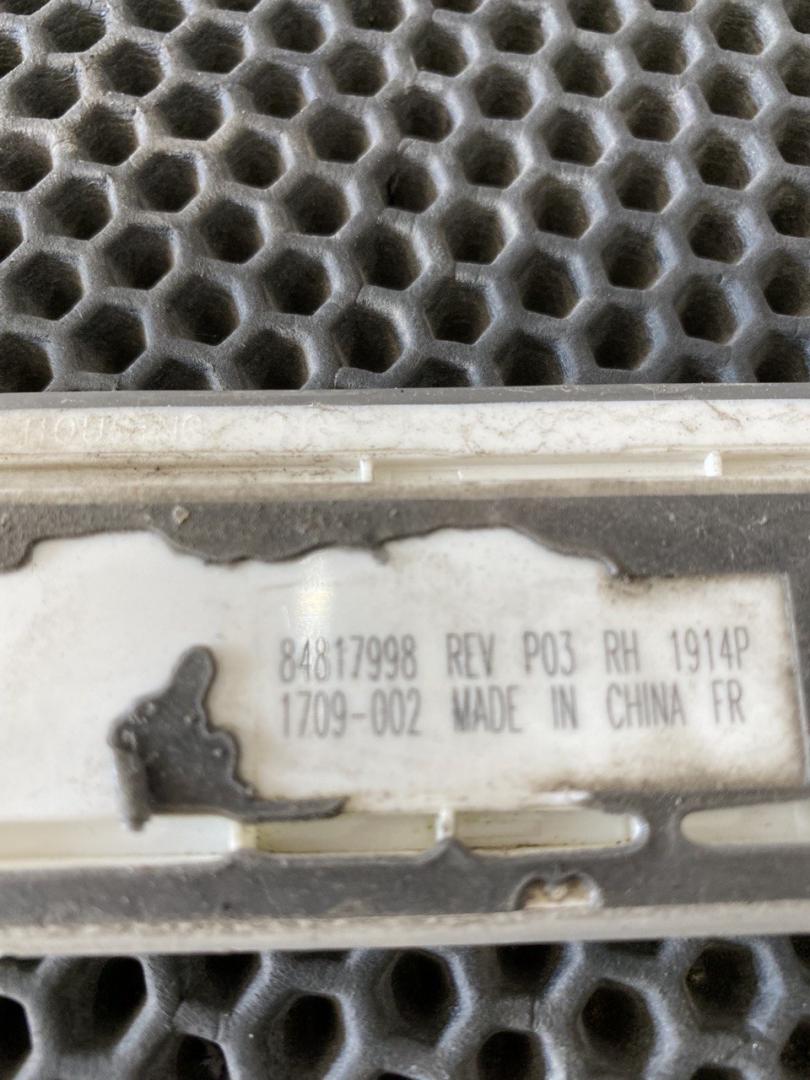 84817998 REV P03 RH 1914P
1709-002 MADE IN CHINA FR